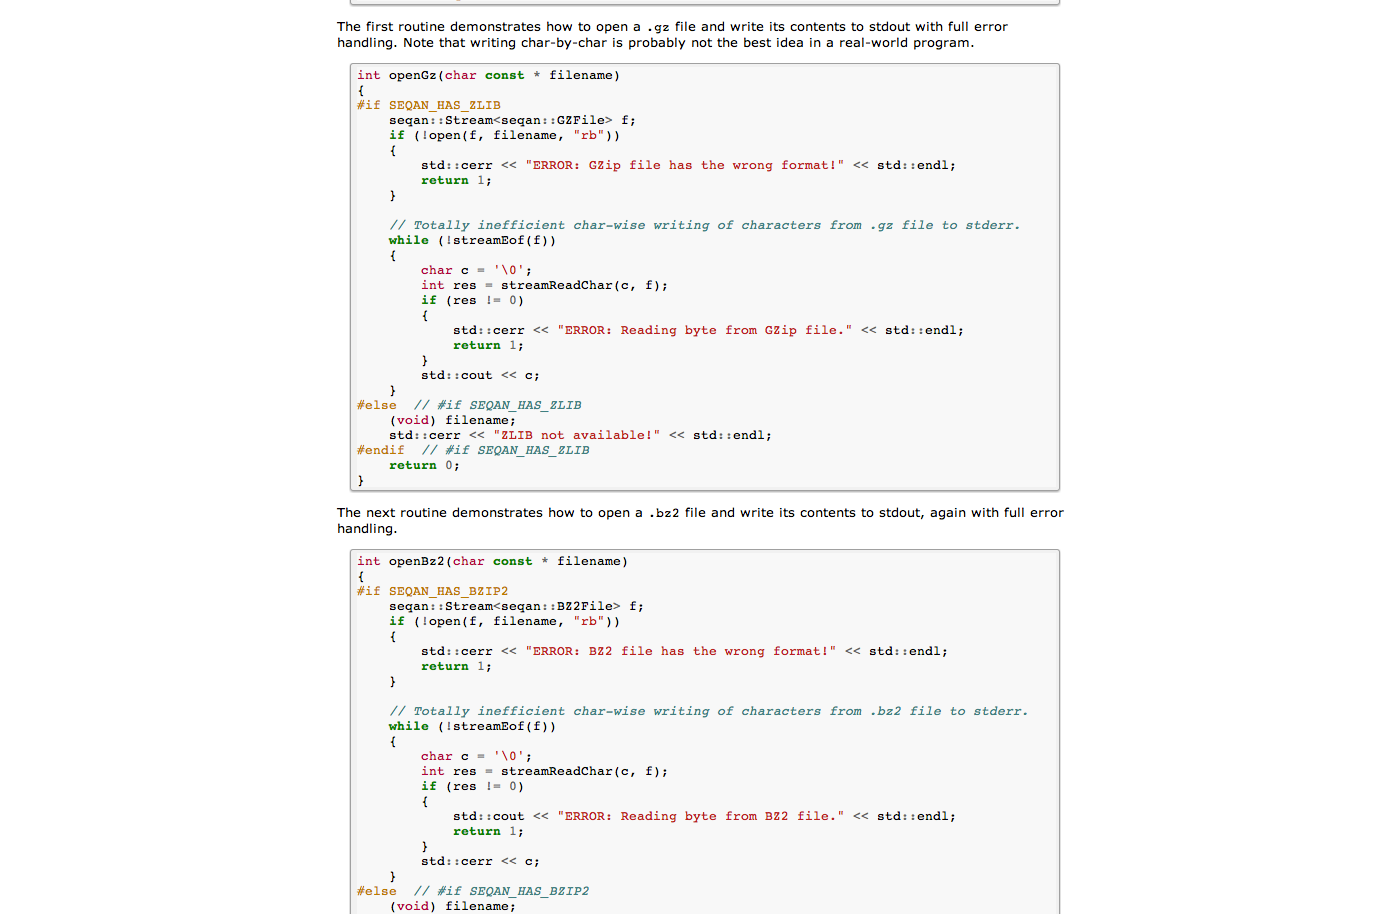 The first routine demonstrates how to open a .gz file and write its contents to stdout with full error
handling. Note that writing char-by-char is probably not the best idea in a real-world program.
int openGz(char const * filename)
{
#if SEQAN_HAS_ZLIB
    seqan::Stream<seqan::GZFile> f;
    if (!open(f, filename, "rb"))
    {
        std::cerr << "ERROR: GZip file has the wrong format!" << std::endl;
        return 1;
    }

    // Totally inefficient char-wise writing of characters from .gz file to stderr.
    while (!streamEof(f))
    {
        char c = '\0';
        int res = streamReadChar(c, f);
        if (res != 0)
        {
            std::cerr << "ERROR: Reading byte from GZip file." << std::endl;
            return 1;
        }
        std::cout << c;
    }
#else  // #if SEQAN_HAS_ZLIB
    (void) filename;
    std::cerr << "ZLIB not available!" << std::endl;
#endif  // #if SEQAN_HAS_ZLIB
    return 0;
}
The next routine demonstrates how to open a .bz2 file and write its contents to stdout, again with full error
handling.
int openBz2(char const * filename)
{
#if SEQAN_HAS_BZIP2
    seqan::Stream<seqan::BZ2File> f;
    if (!open(f, filename, "rb"))
    {
        std::cerr << "ERROR: BZ2 file has the wrong format!" << std::endl;
        return 1;
    }

    // Totally inefficient char-wise writing of characters from .bz2 file to stderr.
    while (!streamEof(f))
    {
        char c = '\0';
        int res = streamReadChar(c, f);
        if (res != 0)
        {
            std::cout << "ERROR: Reading byte from BZ2 file." << std::endl;
            return 1;
        }
        std::cerr << c;
    }
#else  // #if SEQAN_HAS_BZIP2
    (void) filename;